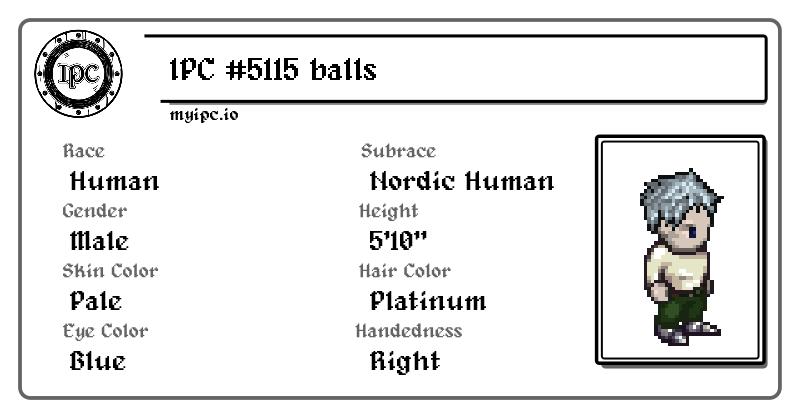 IPC
IPC #5115 balls
myipc.io
Race
Human
Subrace
Nordic Human
Gender
Male
Height
5'10"
Skin Color
Pale
Hair Color
Platinum
Eye Color
Blue
Handedness
Right